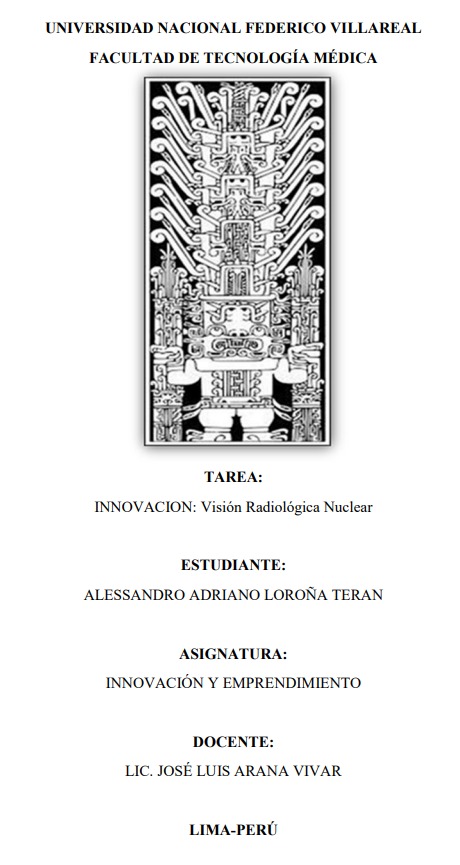 UNIVERSIDAD NACIONAL FEDERICO VILLAREAL
FACULTAD DE TECNOLOGÍA MÉDICA
TAREA:
INNOVACION: Visión Radiológica Nuclear
ESTUDIANTE:
ALESSANDRO ADRIANO LOROÑA TERAN
ASIGNATURA:
INNOVACIÓN Y EMPRENDIMIENTO
DOCENTE:
LIC. JOSÉ LUIS ARANA VIVAR
LIMA-PERÚ